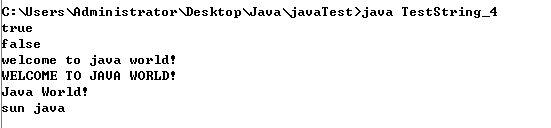 C:\Users\Administrator\Desktop\Java\javaTest>java TestString_4
true
false
welcome to java world!
WELCOME TO JAVA WORLD!
Java World!
sun java